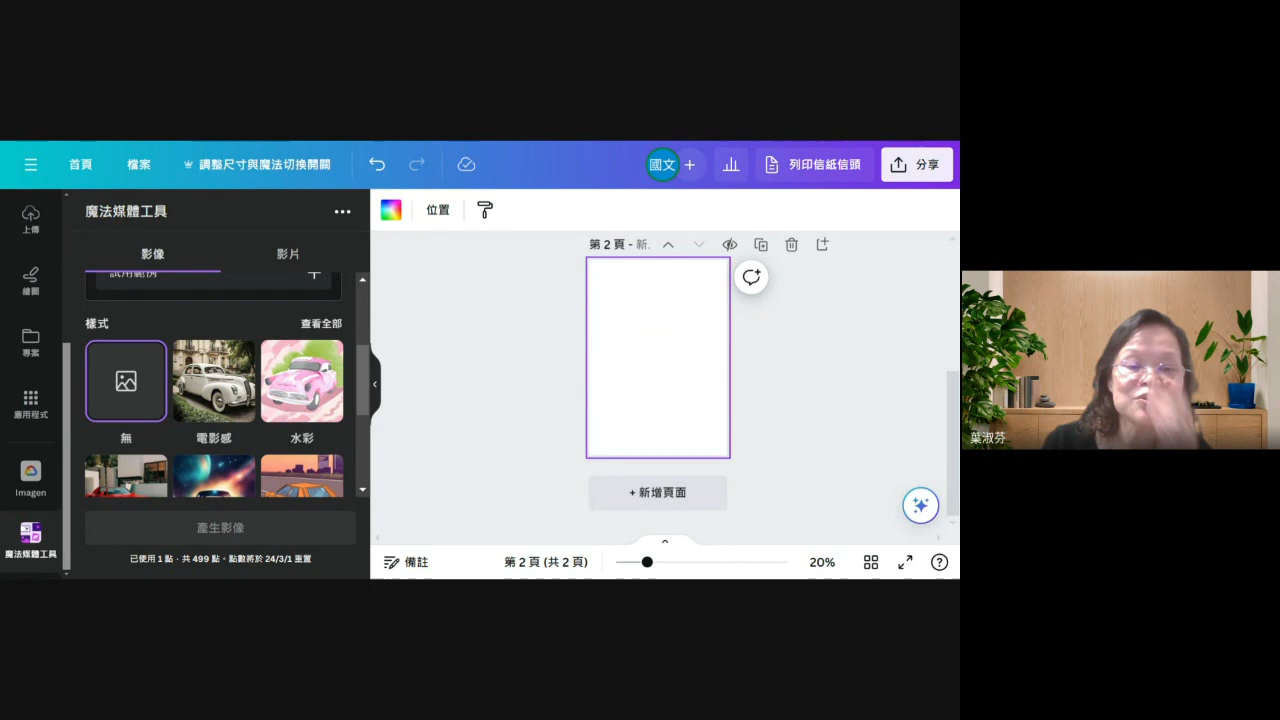 首頁
檔案
調整尺寸與魔法切換開關
國文
列印信紙信頭
分享
上傳
繪圖
專案
應用程式
Imagen
魔法媒體工具
魔法媒體工具
影像
影片
試用範例
樣式
查看全部
無
電影感
水彩
產生影像
已使用 1 點，共 499 點。點數將於 24/3/1 重置
位置
第 2 頁 - 新.
+ 新增頁面
備註
第 2 頁 (共 2 頁)
20%
葉淑芬